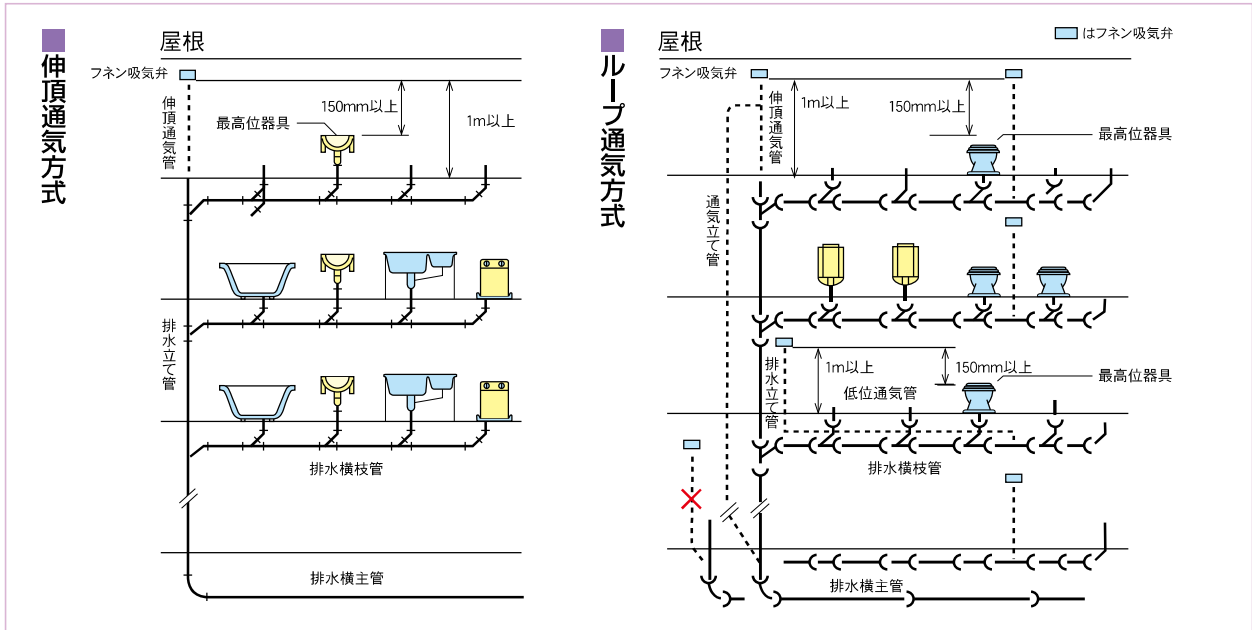 伸頂通気方式
屋根
フネン吸気弁
伸頂通気管
150mm以上
1m以上
最高位器具
排水立て管
排水横枝管
排水横主管
ループ通気方式
屋根
はフネン吸気弁
フネン吸気弁
伸頂通気管
1m以上
150mm以上
最高位器具
通気立て管
排水立て管
1m以上
150mm以上
低位通気管
最高位器具
排水横枝管
排水横主管